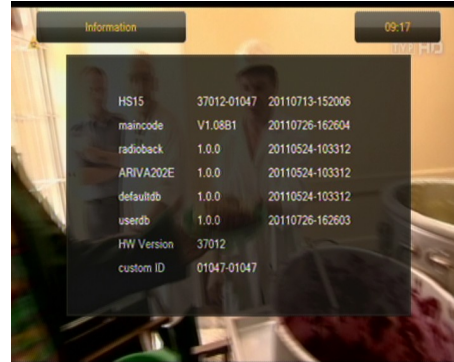 Information
09:17
TVP HD
HS15 37012-01047 20110713-152006
maincode V1.08B1 20110726-162604
radioback 1.0.0 20110524-103312
ARIVA202E 1.0.0 20110524-103312
defaultdb 1.0.0 20110524-103312
userdb 1.0.0 20110726-162603
HW Version 37012
custom ID 01047-01047